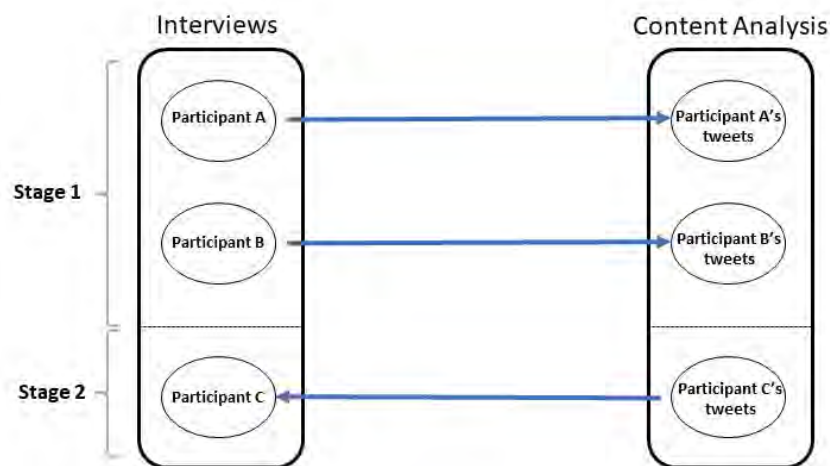 Interviews
Content Analysis
Stage 1
Participant A
Participant A's
tweets
Participant B
Participant B's
tweets
Stage 2
Participant C
Participant C's
tweets